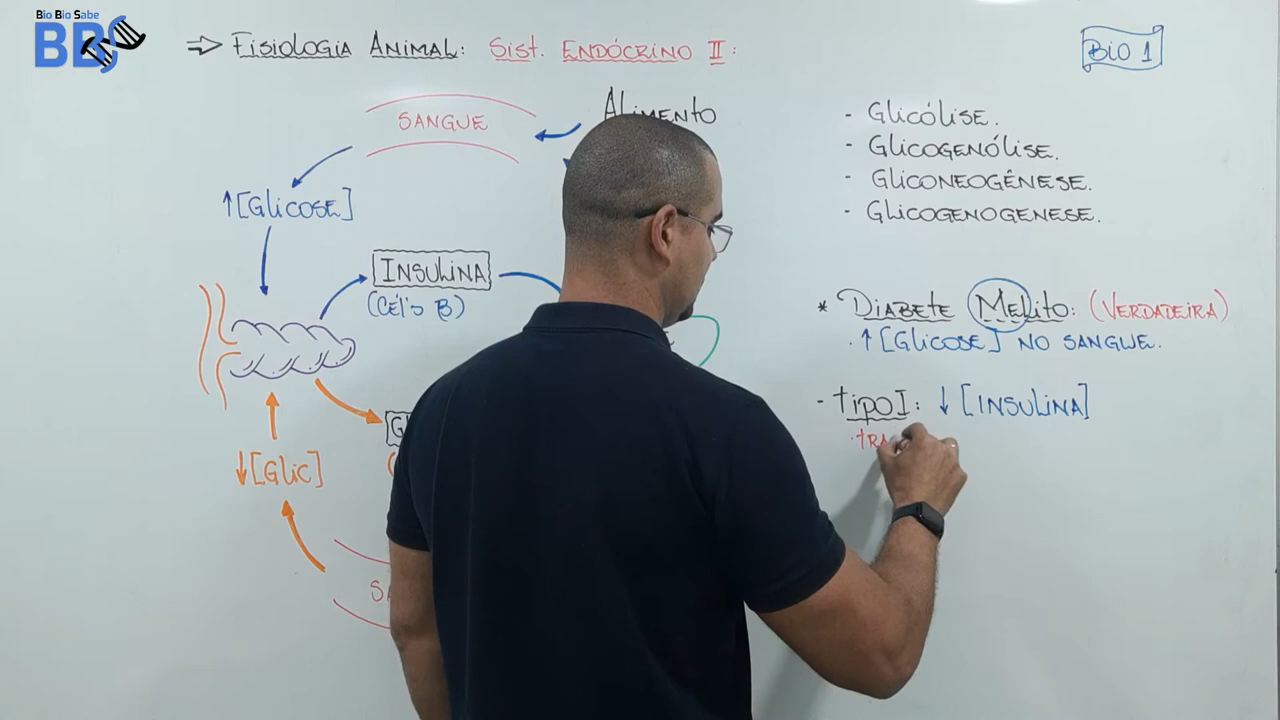 Bio Bio Sabe
BBS
⇒ Fisiologia Animal: Sist. Endócrino II:
Bio 1
Alimento
Sangue
↑[Glicose]
Insulina
(Cél's β)
↓[Glic]
- Glicólise.
- Glicogenólise.
- Gliconeogênese.
- Glicogenogenese.
* Diabete Mellito: (Verdadeira)
. ↑[Glicose] no sangue.
- tipo I: ↓ [Insulina]